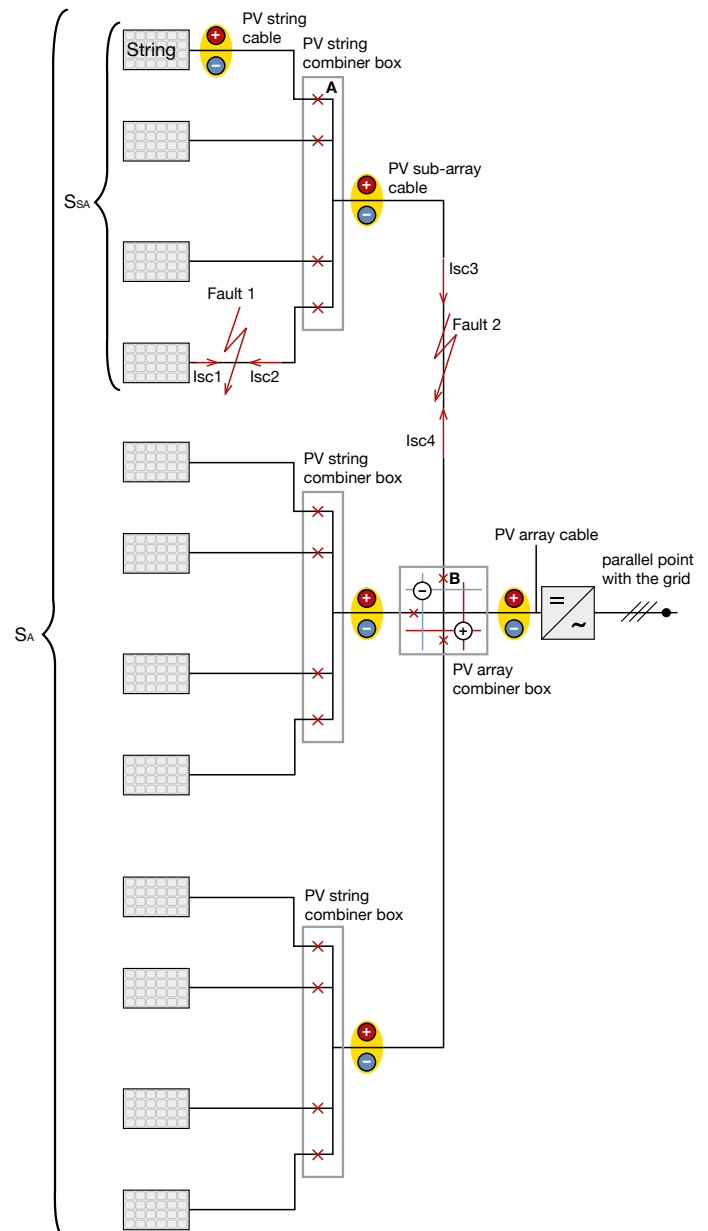 PV string
cable
String
+
−
PV string
combiner box
A
PV sub-array
cable
+
−
SSA
Isc3
Fault 1
Fault 2
Isc1
Isc2
Isc4
PV string
combiner box
PV array cable
parallel point
with the grid
B
−
+
+
−
+
−
=
~
SA
PV array
combiner box
PV string
combiner box
+
−